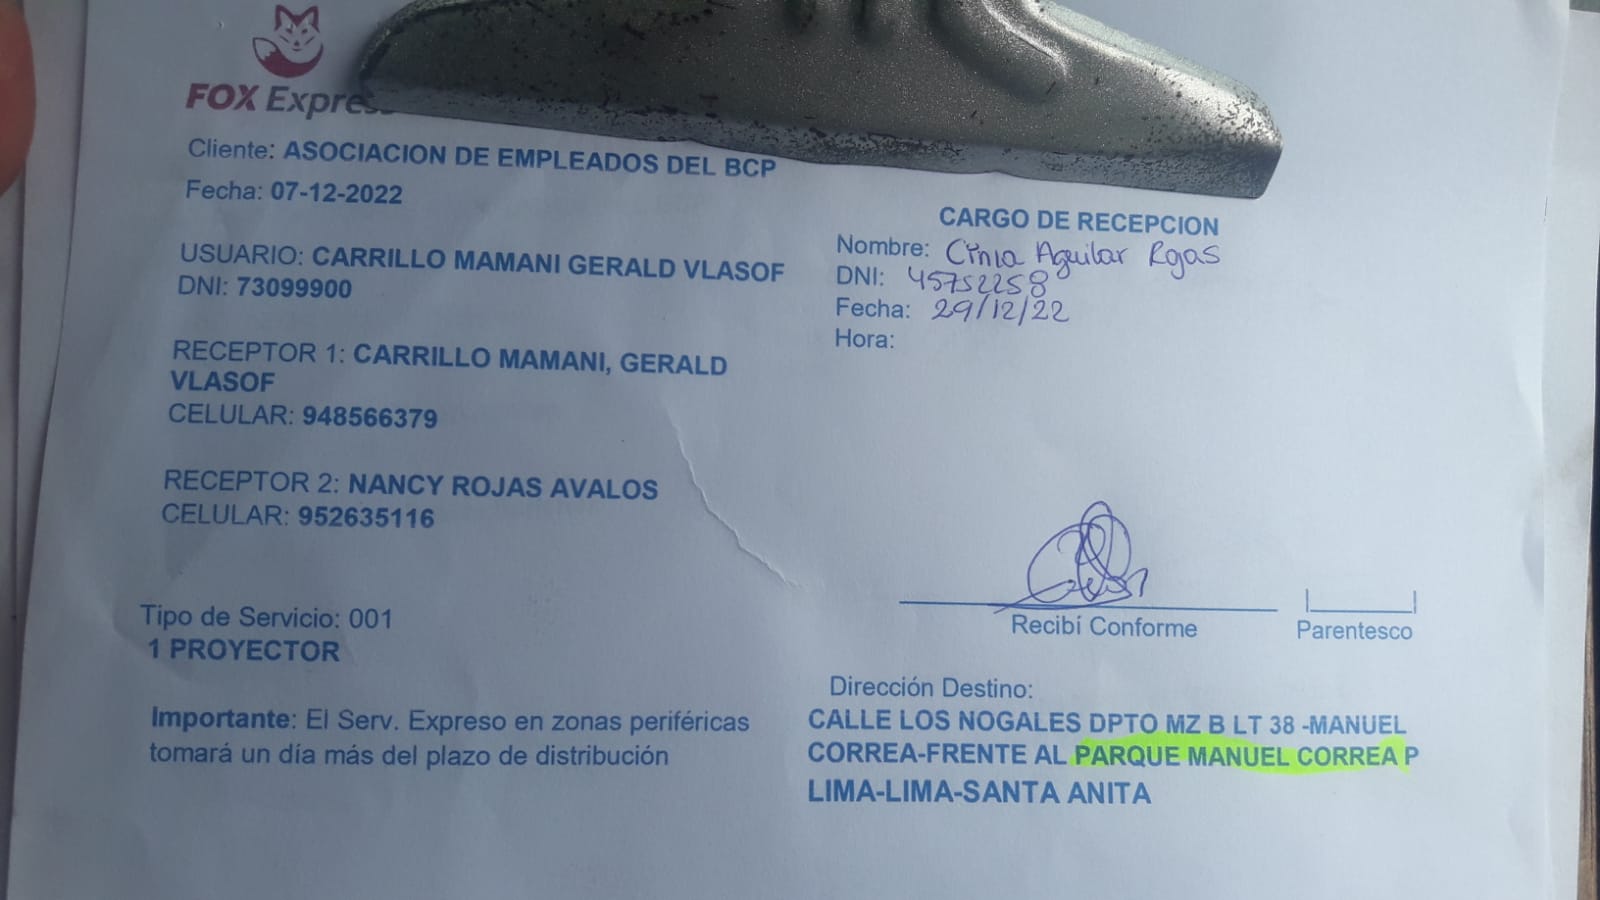 FOX Express
Cliente: ASOCIACION DE EMPLEADOS DEL BCP
Fecha: 07-12-2022
USUARIO: CARRILLO MAMANI GERALD VLASOF
DNI: 73099900
RECEPTOR 1: CARRILLO MAMANI, GERALD
VLASOF
CELULAR: 948566379
RECEPTOR 2: NANCY ROJAS AVALOS
CELULAR: 952635116
Tipo de Servicio: 001
1 PROYECTOR
Importante: El Serv. Expreso en zonas periféricas
tomará un día más del plazo de distribución
CARGO DE RECEPCION
Nombre: Aguilar Rojas
DNI: 45752258
Fecha: 29/12/22
Hora:
Recibí Conforme
Parentesco
Dirección Destino:
CALLE LOS NOGALES DPTO MZ B LT 38 -MANUEL
CORREA-FRENTE AL PARQUE MANUEL CORREA P
LIMA-LIMA-SANTA ANITA